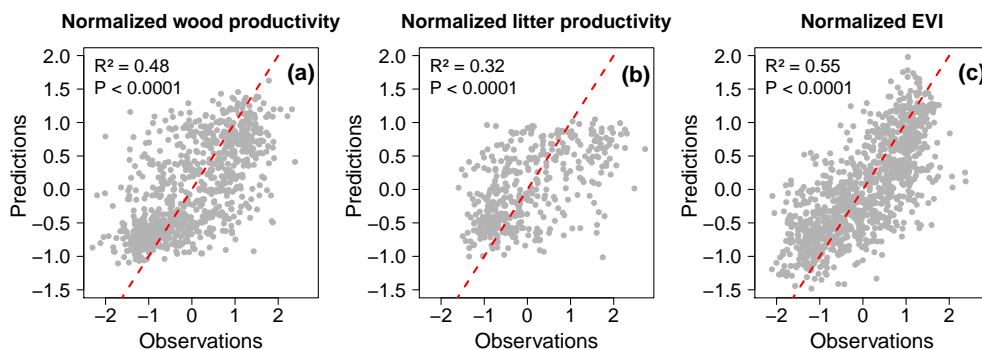 Normalized wood productivity
R² = 0.48
P < 0.0001
(a)
2.0
1.5
1.0
0.5
0.0
−0.5
−1.0
−1.5
Predictions
−2 −1 0 1 2
Observations
Normalized litter productivity
R² = 0.32
P < 0.0001
(b)
2.0
1.5
1.0
0.5
0.0
−0.5
−1.0
−1.5
Predictions
−2 −1 0 1 2
Observations
Normalized EVI
R² = 0.55
P < 0.0001
(c)
2.0
1.5
1.0
0.5
0.0
−0.5
−1.0
−1.5
Predictions
−2 −1 0 1 2
Observations